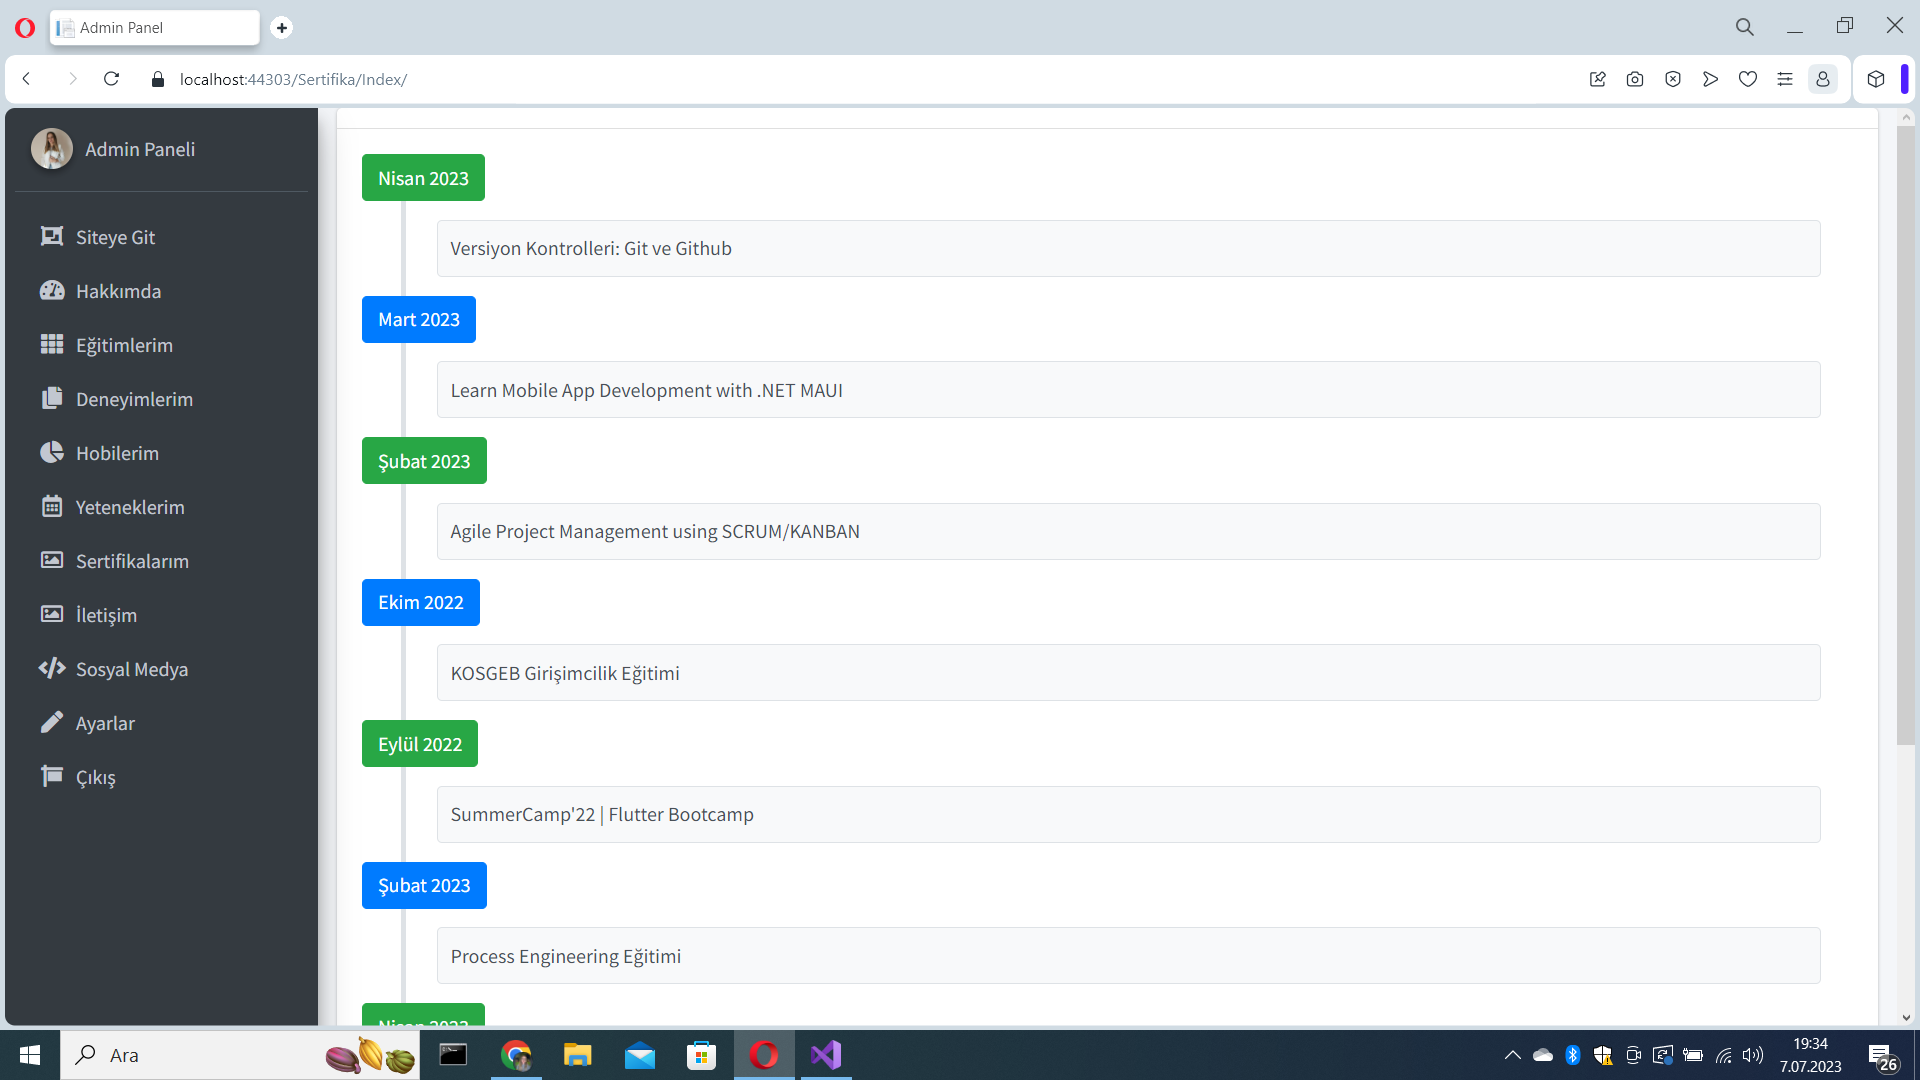 Admin Panel
localhost:44303/Sertifika/Index/
Admin Paneli
Siteye Git
Hakkımda
Eğitimlerim
Deneyimlerim
Hobilerim
Yeteneklerim
Sertifikalarım
İletişim
Sosyal Medya
Ayarlar
Çıkış
Nisan 2023
Versiyon Kontrolleri: Git ve Github
Mart 2023
Learn Mobile App Development with .NET MAUI
Şubat 2023
Agile Project Management using SCRUM/KANBAN
Ekim 2022
KOSGEB Girişimcilik Eğitimi
Eylül 2022
SummerCamp'22 | Flutter Bootcamp
Şubat 2023
Process Engineering Eğitimi
Ara
19:34
7.07.2023
26